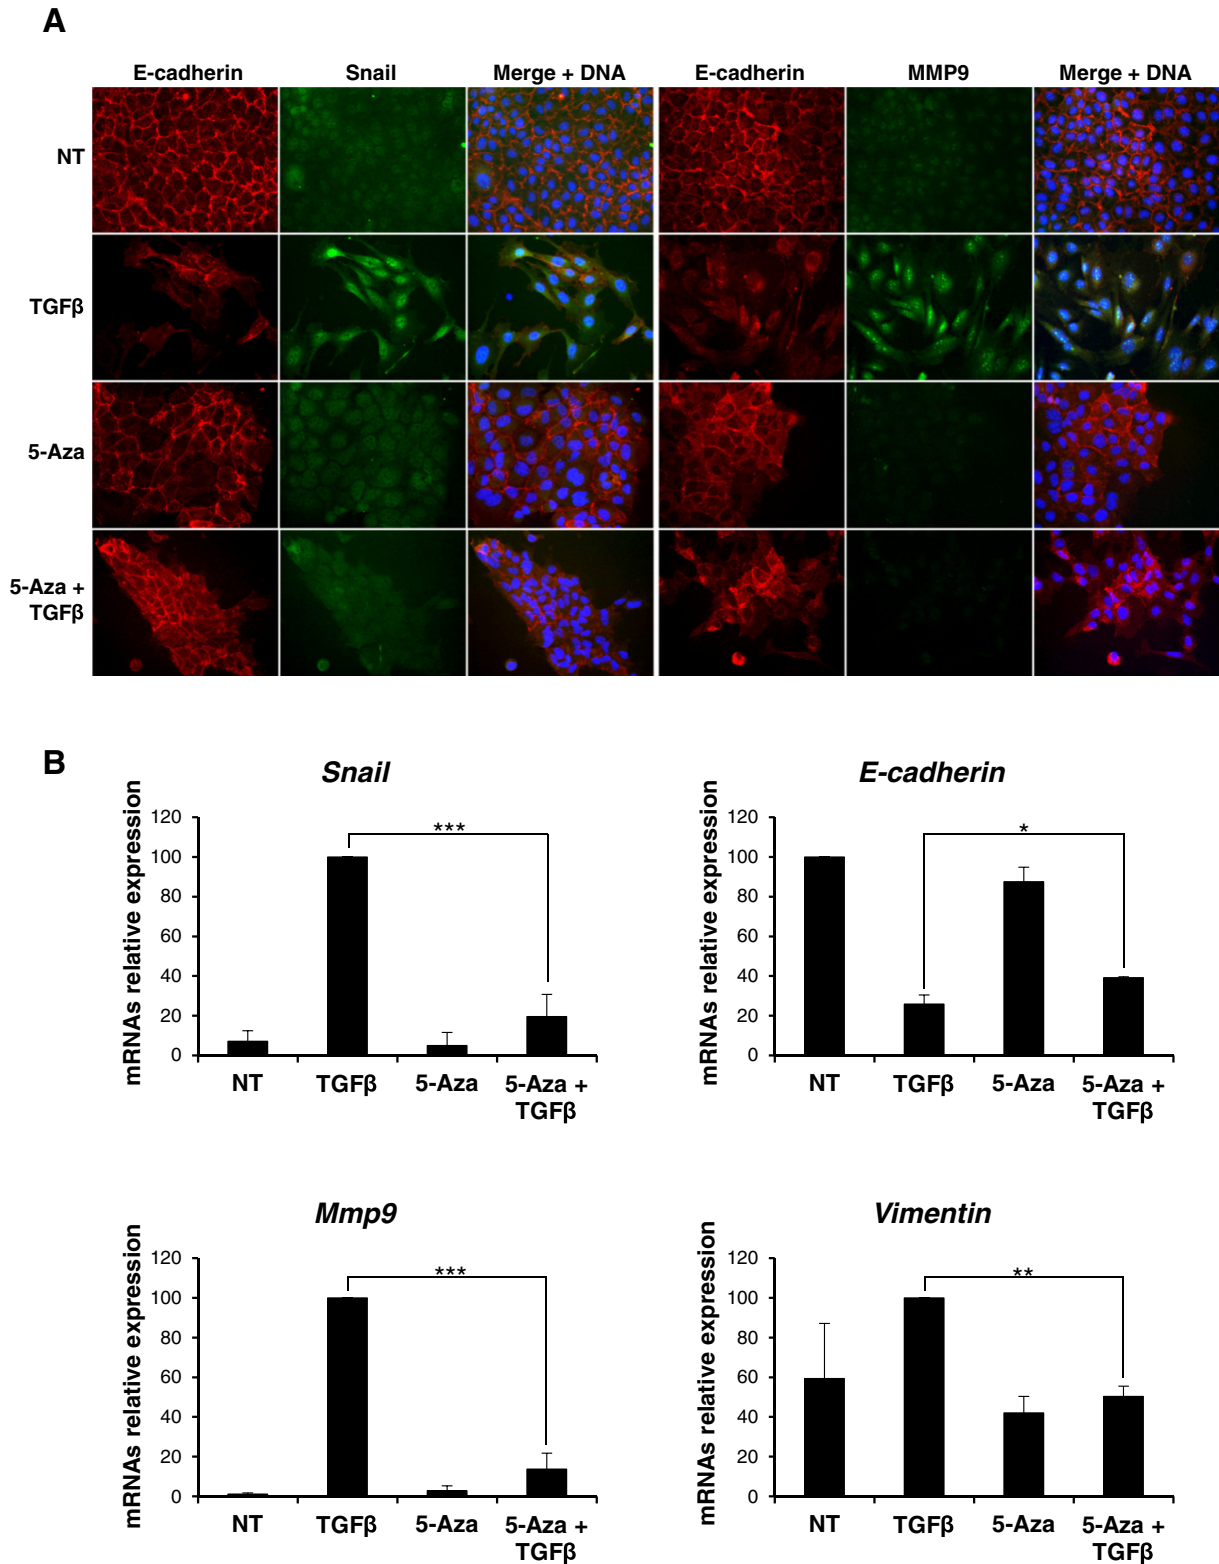 A
E-cadherin Snail Merge + DNA E-cadherin MMP9 Merge + DNA
NT
TGFβ
5-Aza
5-Aza +
TGFβ
B
Snail
mRNAs relative expression
120
100
80
60
40
20
0
***
NT TGFβ 5-Aza 5-Aza +
TGFβ
E-cadherin
mRNAs relative expression
120
100
80
60
40
20
0
*
NT TGFβ 5-Aza 5-Aza +
TGFβ
Mmp9
mRNAs relative expression
120
100
80
60
40
20
0
***
NT TGFβ 5-Aza 5-Aza +
TGFβ
Vimentin
mRNAs relative expression
120
100
80
60
40
20
0
**
NT TGFβ 5-Aza 5-Aza +
TGFβ